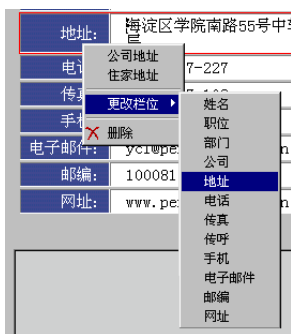 地址: 海淀区学院南路55号中
公司地址
住家地址
更改栏位
删除
姓名
职位
部门
公司
地址
电话
传真
传呼
手机
电子邮件
邮编
网址
电 7-227
传
手
电子邮件:
邮编: 100081
网址: www.pe